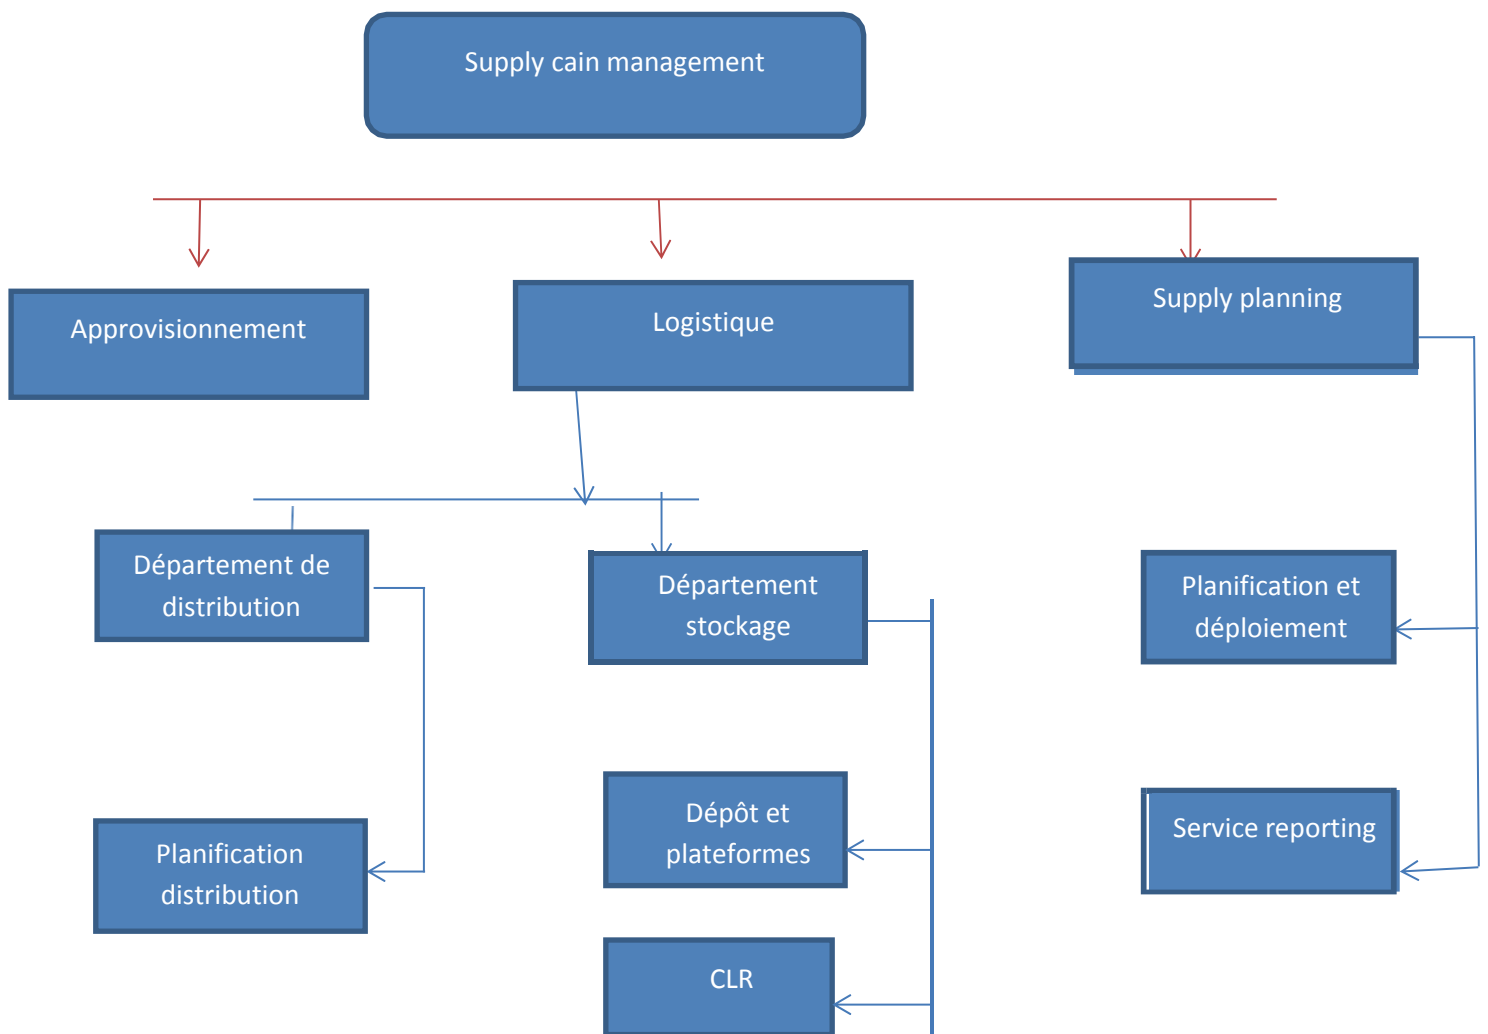 Supply cain management
Approvisionnement
Logistique
Supply planning
Département de
distribution
Département
stockage
Planification et
déploiement
Planification
distribution
Dépôt et
plateformes
Service reporting
CLR